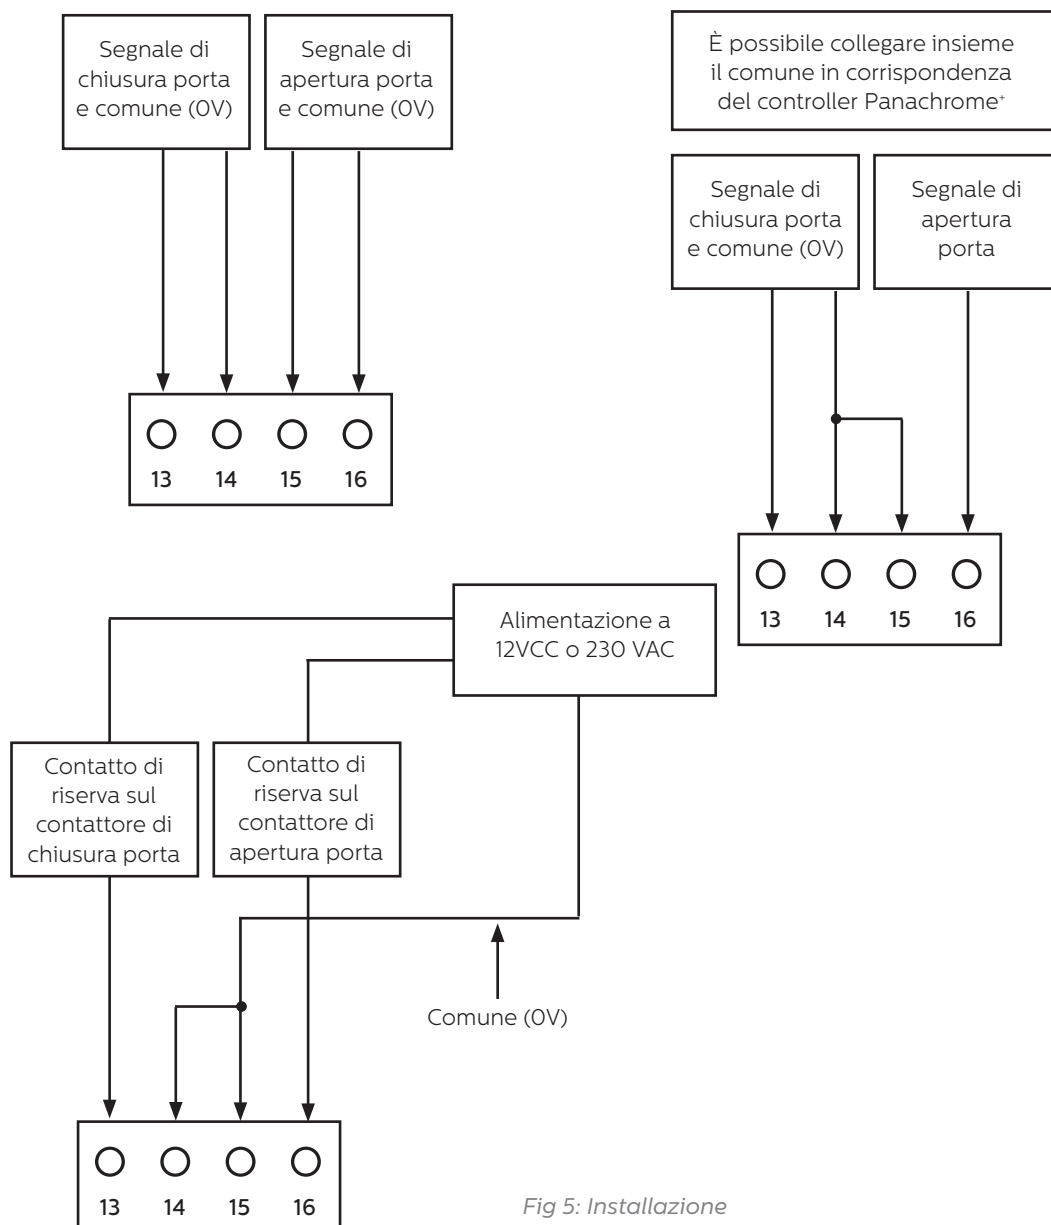 Segnale di
chiusura porta
e comune (0V)
Segnale di
apertura porta
e comune (0V)
13 14 15 16
È possibile collegare insieme
il comune in corrispondenza
del controller Panachrome+
Segnale di
chiusura porta
e comune (0V)
Segnale di
apertura
porta
13 14 15 16
Alimentazione a
12VCC o 230 VAC
Contatto di
riserva sul
contattore di
chiusura porta
Contatto di
riserva sul
contattore di
apertura porta
Comune (0V)
13 14 15 16
Fig 5: Installazione